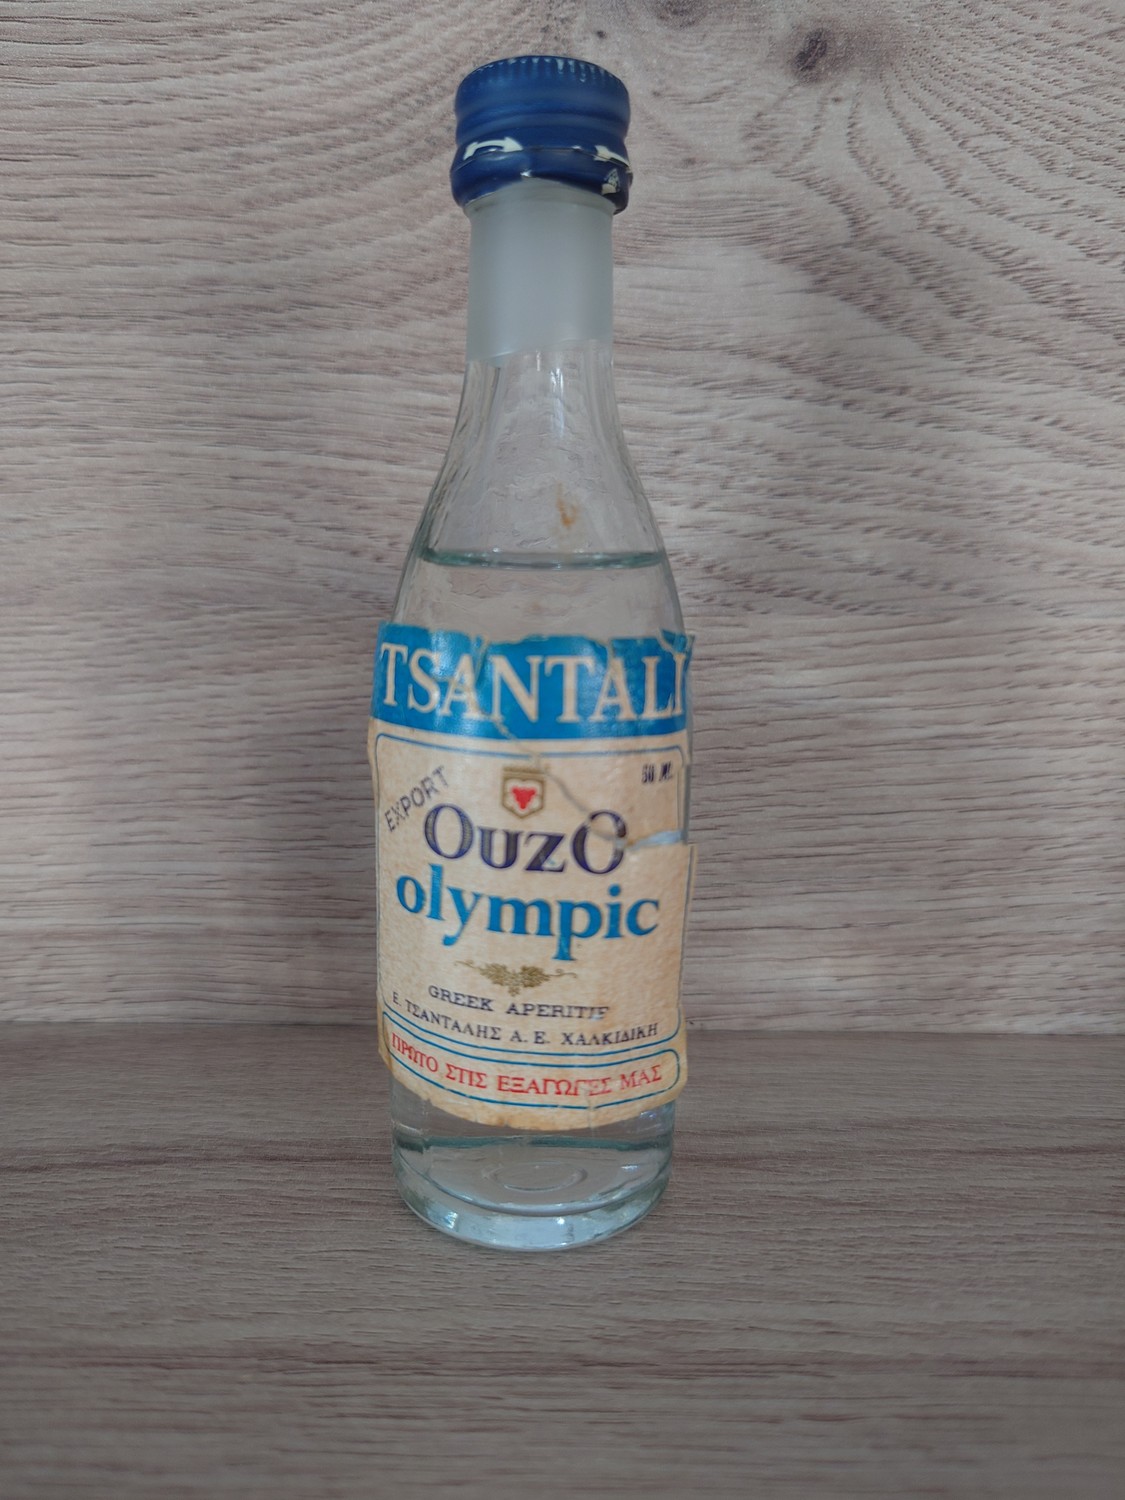 TSANTALI
50 ML.
EXPORT
OUZO
olympic
GREEK APERITIF
Ε. ΤΣΑΝΤΑΛΗΣ Α.Ε. ΧΑΛΚΙΔΙΚΗ
ΠΡΩΤΟ ΣΤΙΣ ΕΞΑΓΩΓΕΣ ΜΑΣ